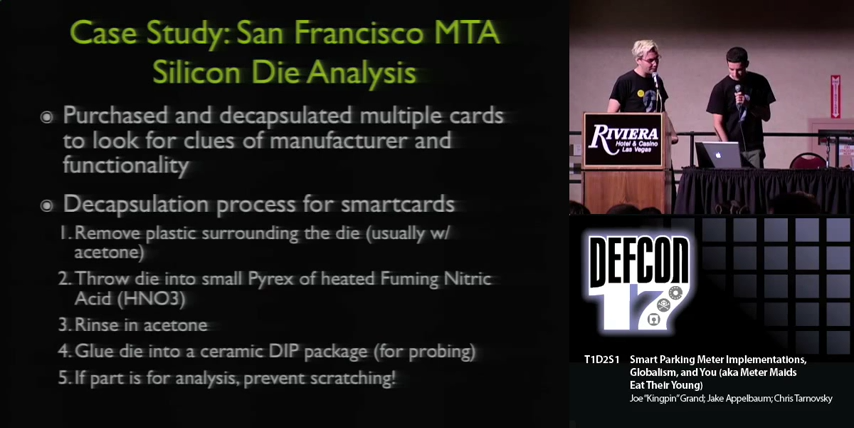 Case Study: San Francisco MTA
Silicon Die Analysis
Purchased and decapsulated multiple cards
to look for clues of manufacturer and
functionality
Decapsulation process for smartcards
1. Remove plastic surrounding the die (usually w/
acetone)
2. Throw die into small Pyrex of heated Fuming Nitric
Acid (HNO3)
3. Rinse in acetone
4. Glue die into a ceramic DIP package (for probing)
5. If part is for analysis, prevent scratching!
RIVIERA
Hotel & Casino
Las Vegas
DEFCON
17
T1D2S1 Smart Parking Meter Implementations,
Globalism, and You (aka Meter Maids
Eat Their Young)
Joe "Kingpin" Grand; Jake Appelbaum; Chris Tarnovsky